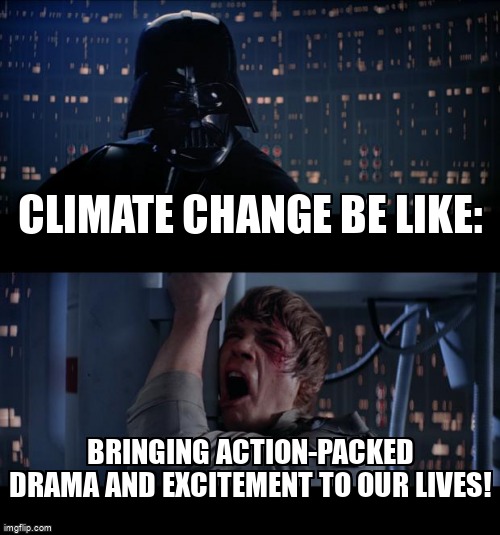 CLIMATE CHANGE BE LIKE:
BRINGING ACTION-PACKED
DRAMA AND EXCITEMENT TO OUR LIVES!
imgflip.com